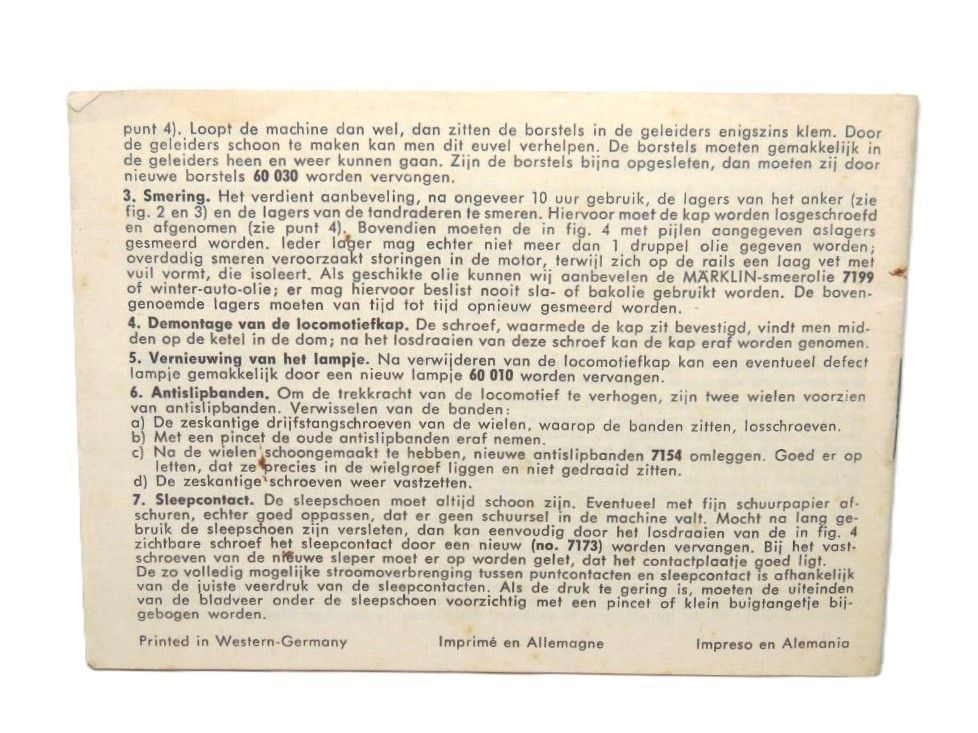 punt 4). Loopt de machine dan wel, dan zitten de borstels in de geleiders enigszins klem. Door
de geleiders schoon te maken kan men dit euvel verhelpen. De borstels moeten gemakkelijk in
de geleiders heen en weer kunnen gaan. Zijn de borstels bijna opgesleten, dan moeten zij door
nieuwe borstels 60 030 worden vervangen.
3. Smering. Het verdient aanbeveling, na ongeveer 10 uur gebruik, de lagers van het anker (zie
fig. 2 en 3) en de lagers van de tandraderen te smeren. Hiervoor moet de kap worden losgeschroefd
en afgenomen (zie punt 4). Bovendien moeten de in fig. 4 met pijlen aangegeven aslagers
gesmeerd worden. Ieder lager mag echter niet meer dan 1 druppel olie gegeven worden;
overdadig smeren veroorzaakt storingen in de motor, terwijl zich op de rails een laag vet met
vuil vormt, die isoleert. Als geschikte olie kunnen wij aanbevelen de MÄRKLIN-smeerolie 7199
of winter-auto-olie; er mag hiervoor beslist nooit sla- of bakolie gebruikt worden. De boven-
genoemde lagers moeten van tijd tot tijd opnieuw gesmeerd worden.
4. Demontage van de locomotiefkap. De schroef, waarmede de kap zit bevestigd, vindt men mid-
den op de ketel in de dom; na het losdraaien van deze schroef kan de kap eraf worden genomen.
5. Vernieuwing van het lampje. Na verwijderen van de locomotiefkap kan een eventueel defect
lampje gemakkelijk door een nieuw lampje 60 010 worden vervangen.
6. Antislipbanden. Om de trekkracht van de locomotief te verhogen, zijn twee wielen voorzien
van antislipbanden. Verwisselen van de banden:
a) De zeskantige drijfstangschroeven van de wielen, waarop de banden zitten, losschroeven.
b) Met een pincet de oude antislipbanden eraf nemen.
c) Na de wielen schoongemaakt te hebben, nieuwe antislipbanden 7154 omleggen. Goed er op
letten, dat ze precies in de wielgroef liggen en niet gedraaid zitten.
d) De zeskantige schroeven weer vastzetten.
7. Sleepcontact. De sleepschoen moet altijd schoon zijn. Eventueel met fijn schuurpapier af-
schuren, echter goed oppassen, dat er geen schuursel in de machine valt. Mocht na lang ge-
bruik de sleepschoen zijn versleten, dan kan eenvoudig door het losdraaien van de in fig. 4
zichtbare schroef het sleepcontact door een nieuw (no. 7173) worden vervangen. Bij het vast-
schroeven van de nieuwe sleper moet er op worden gelet, dat het contactplaatje goed ligt.
De zo volledig mogelijke stroomoverbrenging tussen puntcontacten en sleepcontact is afhankelijk
van de juiste veerdruk van de sleepcontacten. Als de druk te gering is, moeten de uiteinden
van de bladveer onder de sleepschoen voorzichtig met een pincet of klein buigtangetje bij-
gebogen worden.
Printed in Western-Germany Imprimé en Allemagne Impreso en Alemania